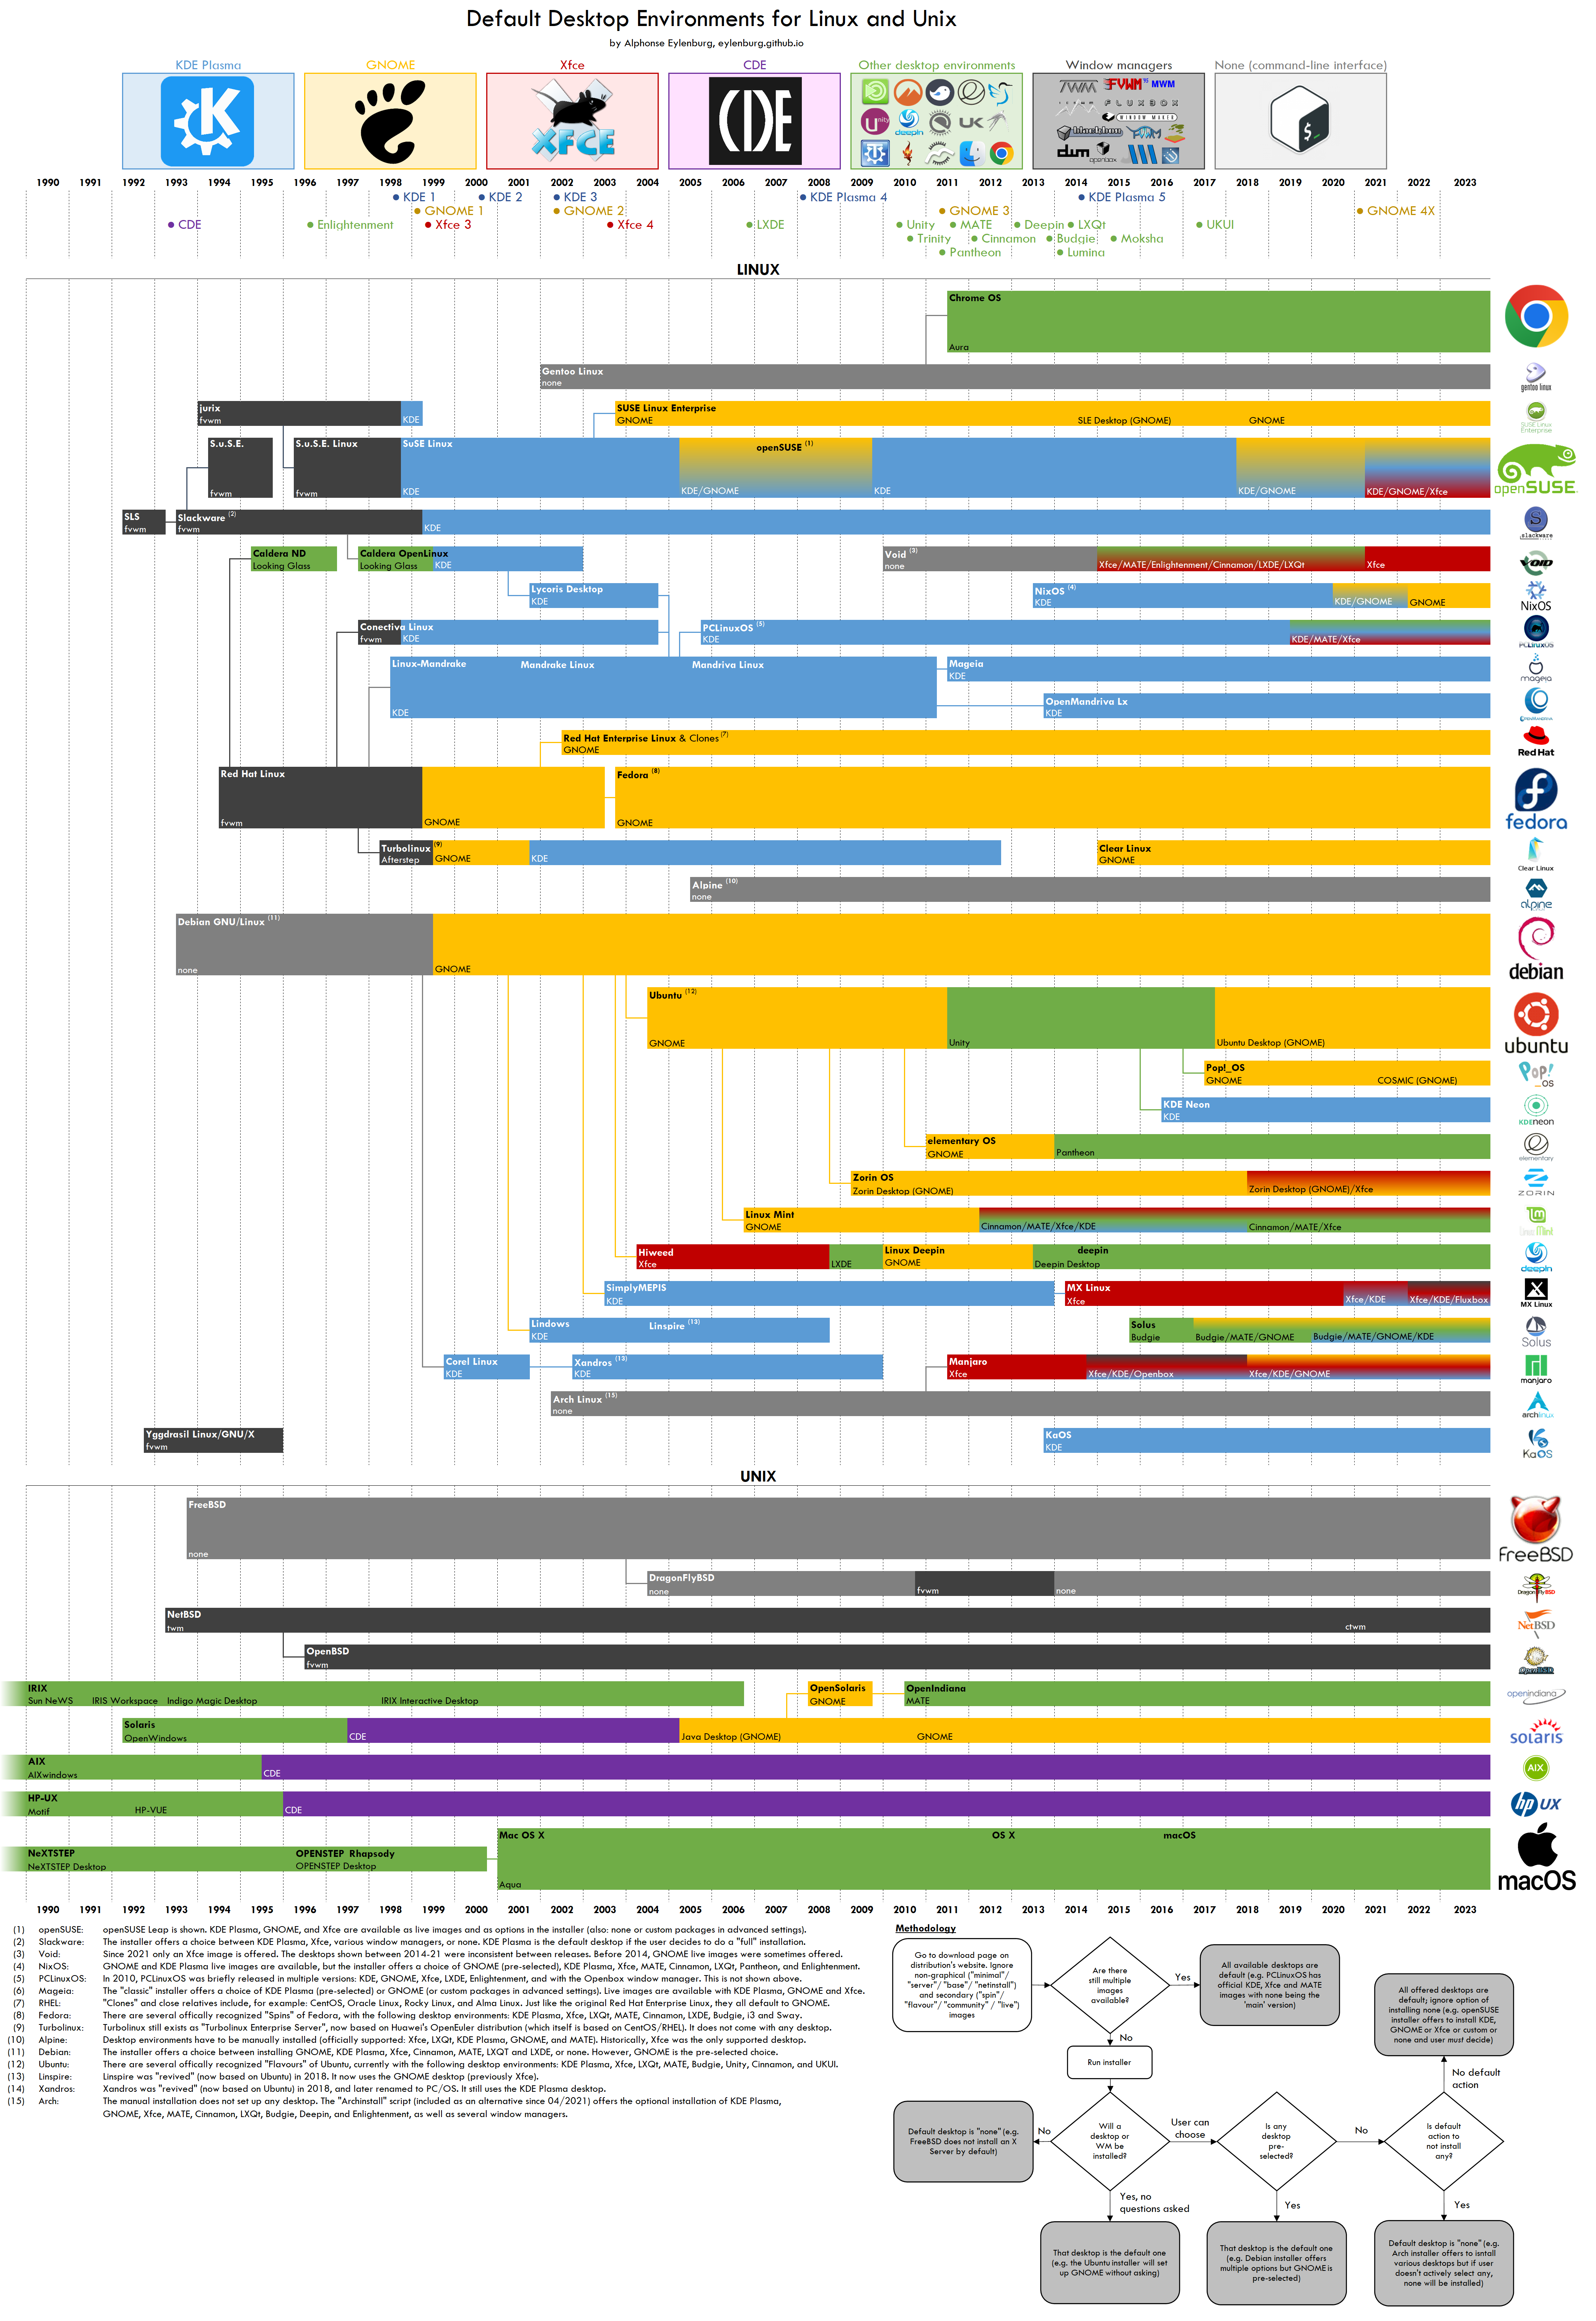 Default Desktop Environments for Linux and Unix
by Alphonse Eylenburg, eylenburg.github.io
KDE Plasma GNOME Xfce CDE Other desktop environments Window managers None (command-line interface)
1990 1991 1992 1993 1994 1995 1996 1997 1998 1999 2000 2001 2002 2003 2004 2005 2006 2007 2008 2009 2010 2011 2012 2013 2014 2015 2016 2017 2018 2019 2020 2021 2022 2023
KDE 1 KDE 2 KDE 3 KDE Plasma 4 KDE Plasma 5
GNOME 1 GNOME 2 GNOME 3 GNOME 4X
CDE Enlightenment Xfce 3 Xfce 4 LXDE Unity MATE Deepin LXQt UKUI
Trinity Cinnamon Budgie Moksha
Pantheon Lumina
LINUX
Chrome OS
Aura
Gentoo Linux
none
gentoo linux
jurix
fvwm KDE
SUSE Linux Enterprise
GNOME SLE Desktop (GNOME) GNOME
SUSE Linux Enterprise
S.u.S.E. S.u.S.E. Linux SuSE Linux openSUSE (1)
fvwm fvwm KDE KDE/GNOME KDE KDE/GNOME KDE/GNOME/Xfce
openSUSE
SLS Slackware (2)
fvwm fvwm KDE
slackware
Caldera ND Caldera OpenLinux
Looking Glass Looking Glass KDE
Void (3)
none Xfce/MATE/Enlightenment/Cinnamon/LXDE/LXQt Xfce
VOID
Lycoris Desktop
KDE
NixOS (4)
KDE KDE/GNOME GNOME
NixOS
Conectiva Linux
fvwm KDE
PCLinuxOS (5)
KDE KDE/MATE/Xfce
PCLinuxOS
Linux-Mandrake Mandrake Linux Mandriva Linux
KDE
Mageia
KDE
mageia
OpenMandriva Lx
KDE
Red Hat Enterprise Linux & Clones (7)
GNOME
Red Hat
Red Hat Linux Fedora (8)
fvwm GNOME GNOME
fedora
Turbolinux (9)
Afterstep GNOME KDE
Clear Linux
GNOME
Clear Linux
Alpine (10)
none
alpine
Debian GNU/Linux (11)
none GNOME
debian
Ubuntu (12)
GNOME Unity Ubuntu Desktop (GNOME)
ubuntu
Pop!_OS
GNOME COSMIC (GNOME)
Pop! OS
KDE Neon
KDE
KDE neon
elementary OS
GNOME Pantheon
elementary
Zorin OS
Zorin Desktop (GNOME) Zorin Desktop (GNOME)/Xfce
ZORIN
Linux Mint
GNOME Cinnamon/MATE/Xfce/KDE Cinnamon/MATE/Xfce
Linux Mint
Hiweed Linux Deepin deepin
Xfce LXDE GNOME Deepin Desktop
deepin
SimplyMEPIS MX Linux
KDE Xfce Xfce/KDE Xfce/KDE/Fluxbox
MX Linux
Lindows Linspire (13)
KDE
Solus
Budgie Budgie/MATE/GNOME Budgie/MATE/GNOME/KDE
Solus
Corel Linux Xandros (13)
KDE KDE
Manjaro
Xfce Xfce/KDE/Openbox Xfce/KDE/GNOME
manjaro
Arch Linux (15)
none
archlinux
Yggdrasil Linux/GNU/X
fvwm
KaOS
KDE
KaOS
UNIX
FreeBSD
none
FreeBSD
DragonFlyBSD
none fvwm none
DragonFlyBSD
NetBSD
twm ctwm
NetBSD
OpenBSD
fvwm
OpenBSD
IRIX OpenSolaris OpenIndiana
Sun NeWS IRIS Workspace Indigo Magic Desktop IRIX Interactive Desktop GNOME MATE
openindiana
Solaris
OpenWindows CDE Java Desktop (GNOME) GNOME
solaris
AIX
AIXwindows CDE
AIX
HP-UX
Motif HP-VUE CDE
hp UX
NeXTSTEP OPENSTEP Rhapsody
NeXTSTEP Desktop OPENSTEP Desktop
Mac OS X OS X macOS
Aqua
macOS
1990 1991 1992 1993 1994 1995 1996 1997 1998 1999 2000 2001 2002 2003 2004 2005 2006 2007 2008 2009 2010 2011 2012 2013 2014 2015 2016 2017 2018 2019 2020 2021 2022 2023
(1) openSUSE: openSUSE Leap is shown. KDE Plasma, GNOME, and Xfce are available as live images and as options in the installer (also: none or custom packages in advanced settings).
(2) Slackware: The installer offers a choice between KDE Plasma, Xfce, various window managers, or none. KDE Plasma is the default desktop if the user decides to do a "full" installation.
(3) Void: Since 2021 only an Xfce image is offered. The desktops shown between 2014-21 were inconsistent between releases. Before 2014, GNOME live images were sometimes offered.
(4) NixOS: GNOME and KDE Plasma live images are available, but the installer offers a choice of GNOME (pre-selected), KDE Plasma, Xfce, MATE, Cinnamon, LXQt, Pantheon, and Enlightenment.
(5) PCLinuxOS: In 2010, PCLinuxOS was briefly released in multiple versions: KDE, GNOME, Xfce, LXDE, Enlightenment, and with the Openbox window manager. This is not shown above.
(6) Mageia: The "classic" installer offers a choice of KDE Plasma (pre-selected) or GNOME (or custom packages in advanced settings). Live images are available with KDE Plasma, GNOME and Xfce.
(7) RHEL: "Clones" and close relatives include, for example: CentOS, Oracle Linux, Rocky Linux, and Alma Linux. Just like the original Red Hat Enterprise Linux, they all default to GNOME.
(8) Fedora: There are several offically recognized "Spins" of Fedora, with the following desktop environments: KDE Plasma, Xfce, LXQt, MATE, Cinnamon, LXDE, Budgie, i3 and Sway.
(9) Turbolinux: Turbolinux still exists as "Turbolinux Enterprise Server", now based on Huawei's OpenEuler distribution (which itself is based on CentOS/RHEL). It does not come with any desktop.
(10) Alpine: Desktop environments have to be manually installed (officially supported: Xfce, LXQt, KDE Plasma, GNOME, and MATE). Historically, Xfce was the only supported desktop.
(11) Debian: The installer offers a choice between installing GNOME, KDE Plasma, Xfce, Cinnamon, MATE, LXQT and LXDE, or none. However, GNOME is the pre-selected choice.
(12) Ubuntu: There are several offically recognized "Flavours" of Ubuntu, currently with the following desktop environments: KDE Plasma, Xfce, LXQt, MATE, Budgie, Unity, Cinnamon, and UKUI.
(13) Linspire: Linspire was "revived" (now based on Ubuntu) in 2018. It now uses the GNOME desktop (previously Xfce).
(14) Xandros: Xandros was "revived" (now based on Ubuntu) in 2018, and later renamed to PC/OS. It still uses the KDE Plasma desktop.
(15) Arch: The manual installation does not set up any desktop. The "Archinstall" script (included as an alternative since 04/2021) offers the optional installation of KDE Plasma,
GNOME, Xfce, MATE, Cinnamon, LXQt, Budgie, Deepin, and Enlightenment, as well as several window managers.
Methodology
Go to download page on
distribution's website. Ignore
non-graphical ("minimal"/
"server"/ "base"/ "netinstall")
and secondary ("spin"/
"flavour"/ "community" / "live")
images
Are there
still multiple
images
available?
Yes
All available desktops are
default (e.g. PCLinuxOS has
official KDE, Xfce and MATE
images with none being the
'main' version)
All offered desktops are
default; ignore option of
installing none (e.g. openSUSE
installer offers to install KDE,
GNOME or Xfce or custom or
none and user must decide)
No
Run installer
No default
action
Default desktop is "none" (e.g.
FreeBSD does not install an X
Server by default)
No
Will a
desktop or
WM be
installed?
User can
choose
Is any
desktop
pre-
selected?
No
Is default
action to
not install
any?
Yes, no
questions asked
Yes
Yes
That desktop is the default one
(e.g. the Ubuntu installer will set
up GNOME without asking)
That desktop is the default one
(e.g. Debian installer offers
multiple options but GNOME is
pre-selected)
Default desktop is "none" (e.g.
Arch installer offers to isntall
various desktops but if user
doesn't actively select any,
none will be installed)